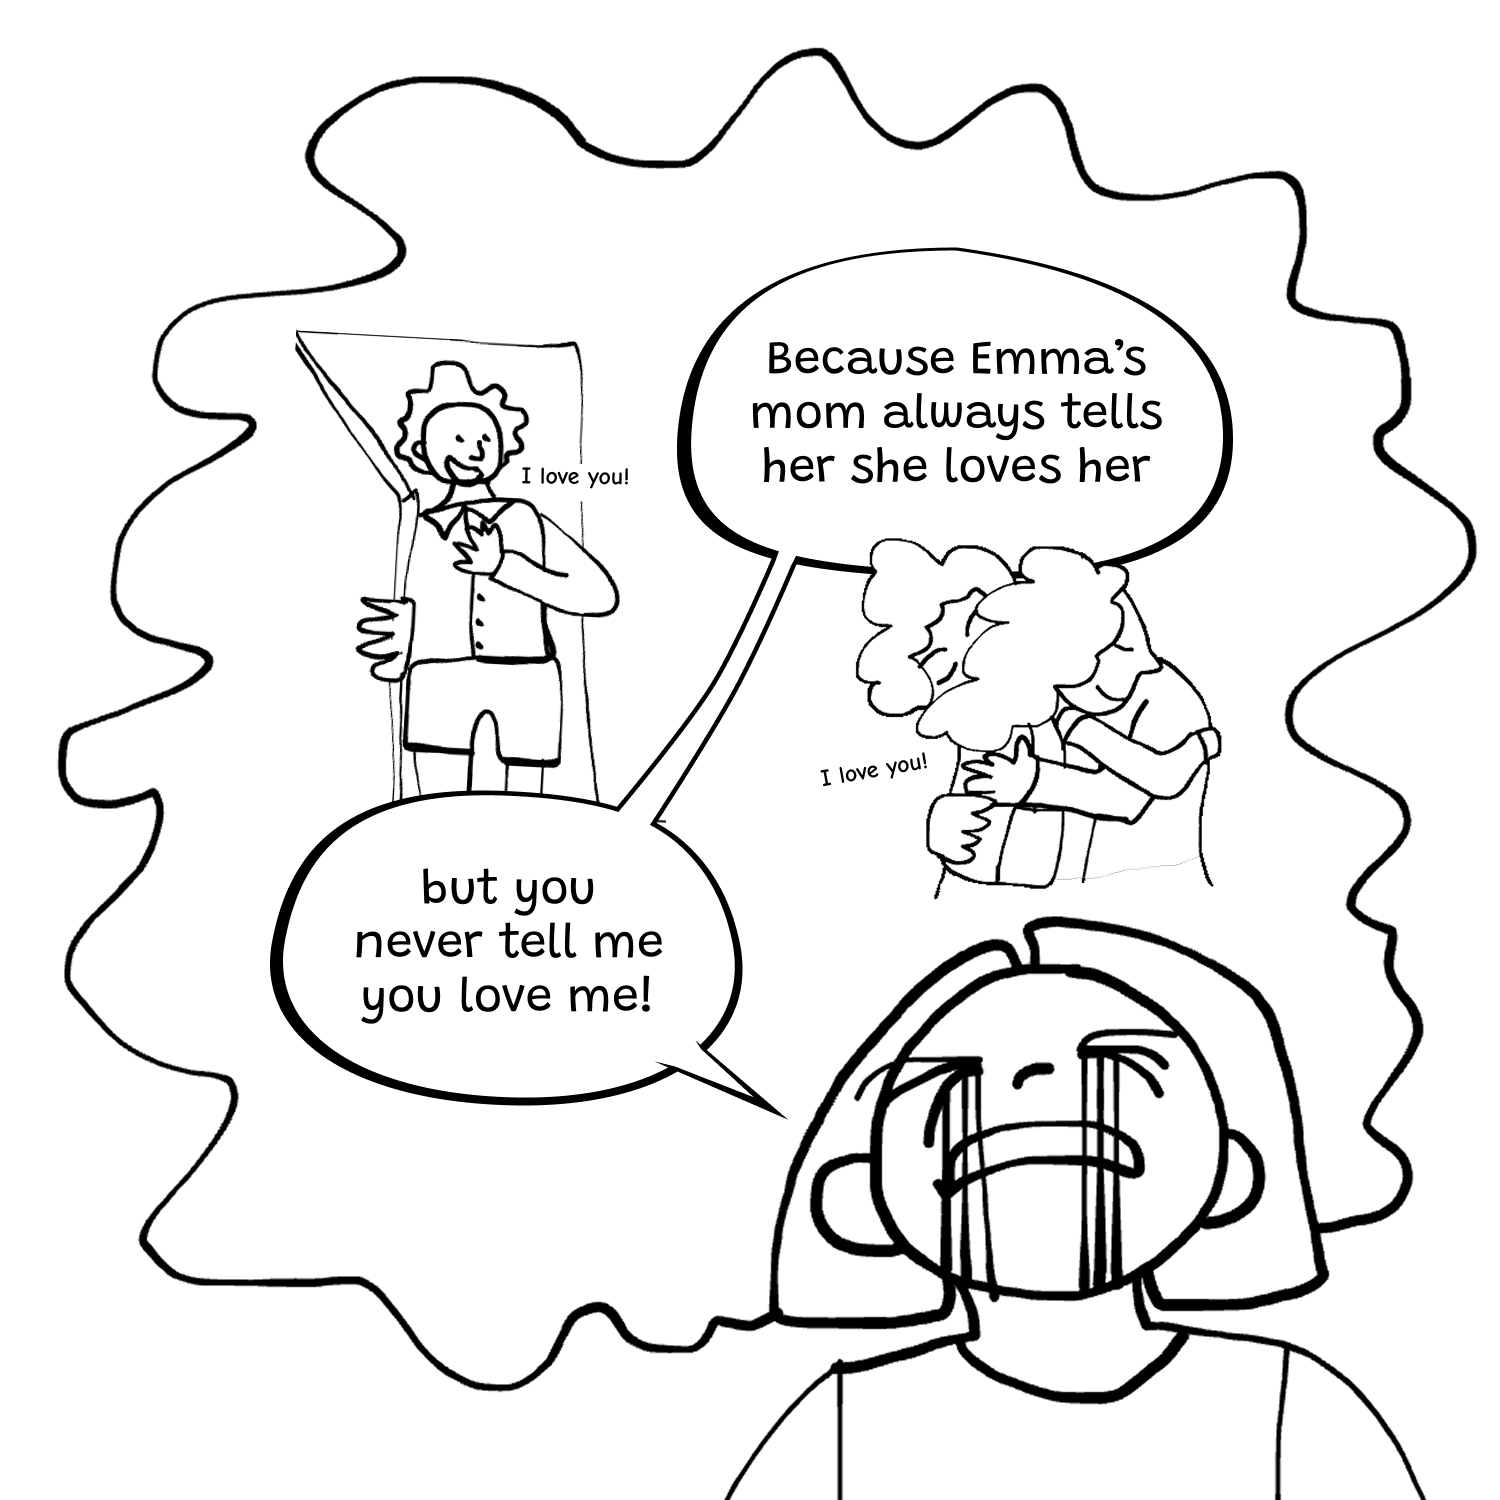 Because Emma’s
mom always tells
her she loves her
I love you!
I love you!
but you
never tell me
you love me!